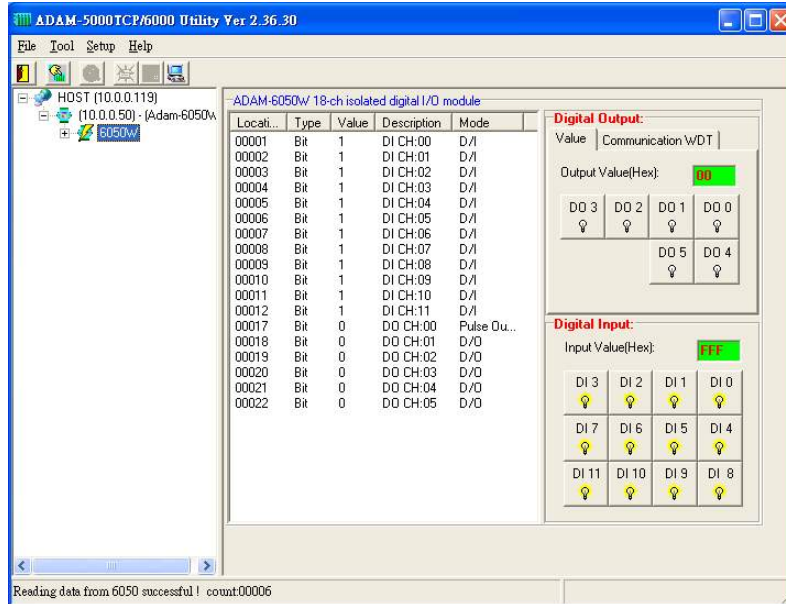 ADAM-5000TCP/6000 Utility Ver 2.36.30
File Tool Setup Help
HOST (10.0.0.119)
(10.0.0.50) - (Adam-6050W
6050W
ADAM-6050W 18-ch isolated digital I/O module
Locati... Type Value Description Mode
00001 Bit 1 DI CH:00 D/I
00002 Bit 1 DI CH:01 D/I
00003 Bit 1 DI CH:02 D/I
00004 Bit 1 DI CH:03 D/I
00005 Bit 1 DI CH:04 D/I
00006 Bit 1 DI CH:05 D/I
00007 Bit 1 DI CH:06 D/I
00008 Bit 1 DI CH:07 D/I
00009 Bit 1 DI CH:08 D/I
00010 Bit 1 DI CH:09 D/I
00011 Bit 1 DI CH:10 D/I
00012 Bit 1 DI CH:11 D/I
00017 Bit 0 DO CH:00 Pulse Ou...
00018 Bit 0 DO CH:01 D/O
00019 Bit 0 DO CH:02 D/O
00020 Bit 0 DO CH:03 D/O
00021 Bit 0 DO CH:04 D/O
00022 Bit 0 DO CH:05 D/O
Digital Output:
Value Communication WDT
Output Value(Hex): 00
DO 3 DO 2 DO 1 DO 0
DO 5 DO 4
Digital Input:
Input Value(Hex): FFF
DI 3 DI 2 DI 1 DI 0
DI 7 DI 6 DI 5 DI 4
DI 11 DI 10 DI 9 DI 8
Reading data from 6050 successful ! count:00006